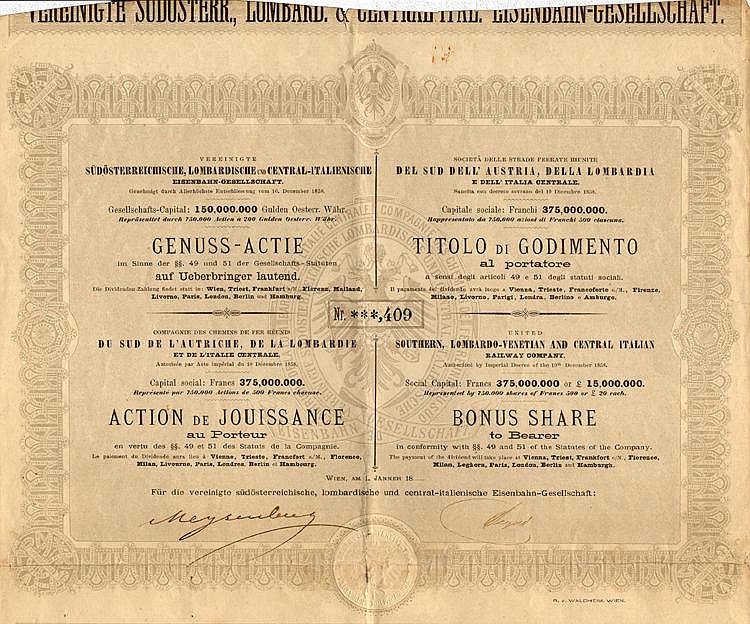 VEREINIGTE SÜDÖSTERR., LOMBARD. & CENTRAL-ITAL. EISENBAHN-GESELLSCHAFT.
VEREINIGTE
SÜDÖSTERREICHISCHE, LOMBARDISCHE UND CENTRAL-ITALIENISCHE
EISENBAHN-GESELLSCHAFT.
Genehmigt durch Allerhöchste Entschliessung vom 10. December 1858.
Gesellschafts-Capital: 150,000.000 Gulden Oesterr. Währ.
Repräsentirt durch 750.000 Actien a 200 Gulden Oesterr. Währ.
GENUSS-ACTIE
im Sinne der §§. 49 und 51 der Gesellschafts-Statuten
auf Ueberbringer lautend.
Die Dividenden-Zahlung findet statt in: Wien, Triest, Frankfurt a/M, Florenz, Mailand,
Livorno, Paris, London, Berlin und Hamburg.
SOCIETÀ DELLE STRADE FERRATE RIUNITE
DEL SUD DELL' AUSTRIA, DELLA LOMBARDIA
E DELL' ITALIA CENTRALE.
Sancita con decreto sovrano del 10 Dicembre 1858.
Capitale sociale: Franchi 375,000.000.
Rappresentato da 750,000 azioni di Franchi 500 ciascuna.
TITOLO DI GODIMENTO
al portatore
a sensi degli articoli 49 e 51 degli statuti sociali.
Il pagamento dei dividendo avrà luogo a Vienna, Trieste, Francoforte s/M., Firenze,
Milano, Livorno, Parigi, Londra, Berlino e Amburgo.
Nr. ***,409
COMPAGNIE DES CHEMINS DE FER RÉUNIS
DU SUD DE L'AUTRICHE, DE LA LOMBARDIE
ET DE L'ITALIE CENTRALE.
Autorisée par Acte impérial du 10 Décembre 1858.
Capital social: Francs 375,000.000.
Représenté par 750,000 Actions de 500 Francs chacune.
ACTION DE JOUISSANCE
au Porteur
en vertu des §§. 49 et 51 des Statuts de la Compagnie.
Le paiement du Dividende aura lieu à Vienne, Trieste, Francfort s/M., Florence,
Milan, Livourne, Paris, Londres, Berlin et Hambourg.
UNITED
SOUTHERN, LOMBARDO-VENETIAN AND CENTRAL ITALIAN
RAILWAY COMPANY.
Authorized by Imperial Decree of the 10th December 1858.
Social Capital: Francs 375,000.000 or £ 15,000.000.
Represented by 750,000 shares of Francs 500 or £ 20 each.
BONUS SHARE
to Bearer
in conformity with §§. 49 and 51 of the Statutes of the Company.
The payment of the dividend will take place at Vienna, Triest, Frankfort o/M., Florence,
Milan, Leghorn, Paris, London, Berlin and Hamburgh.
WIEN, AM 1. JÄNNER 18
Für die vereinigte südösterreichische, lombardische und central-italienische Eisenbahn-Gesellschaft:
Meysenbug
R. v. WALDHEIM, WIEN.